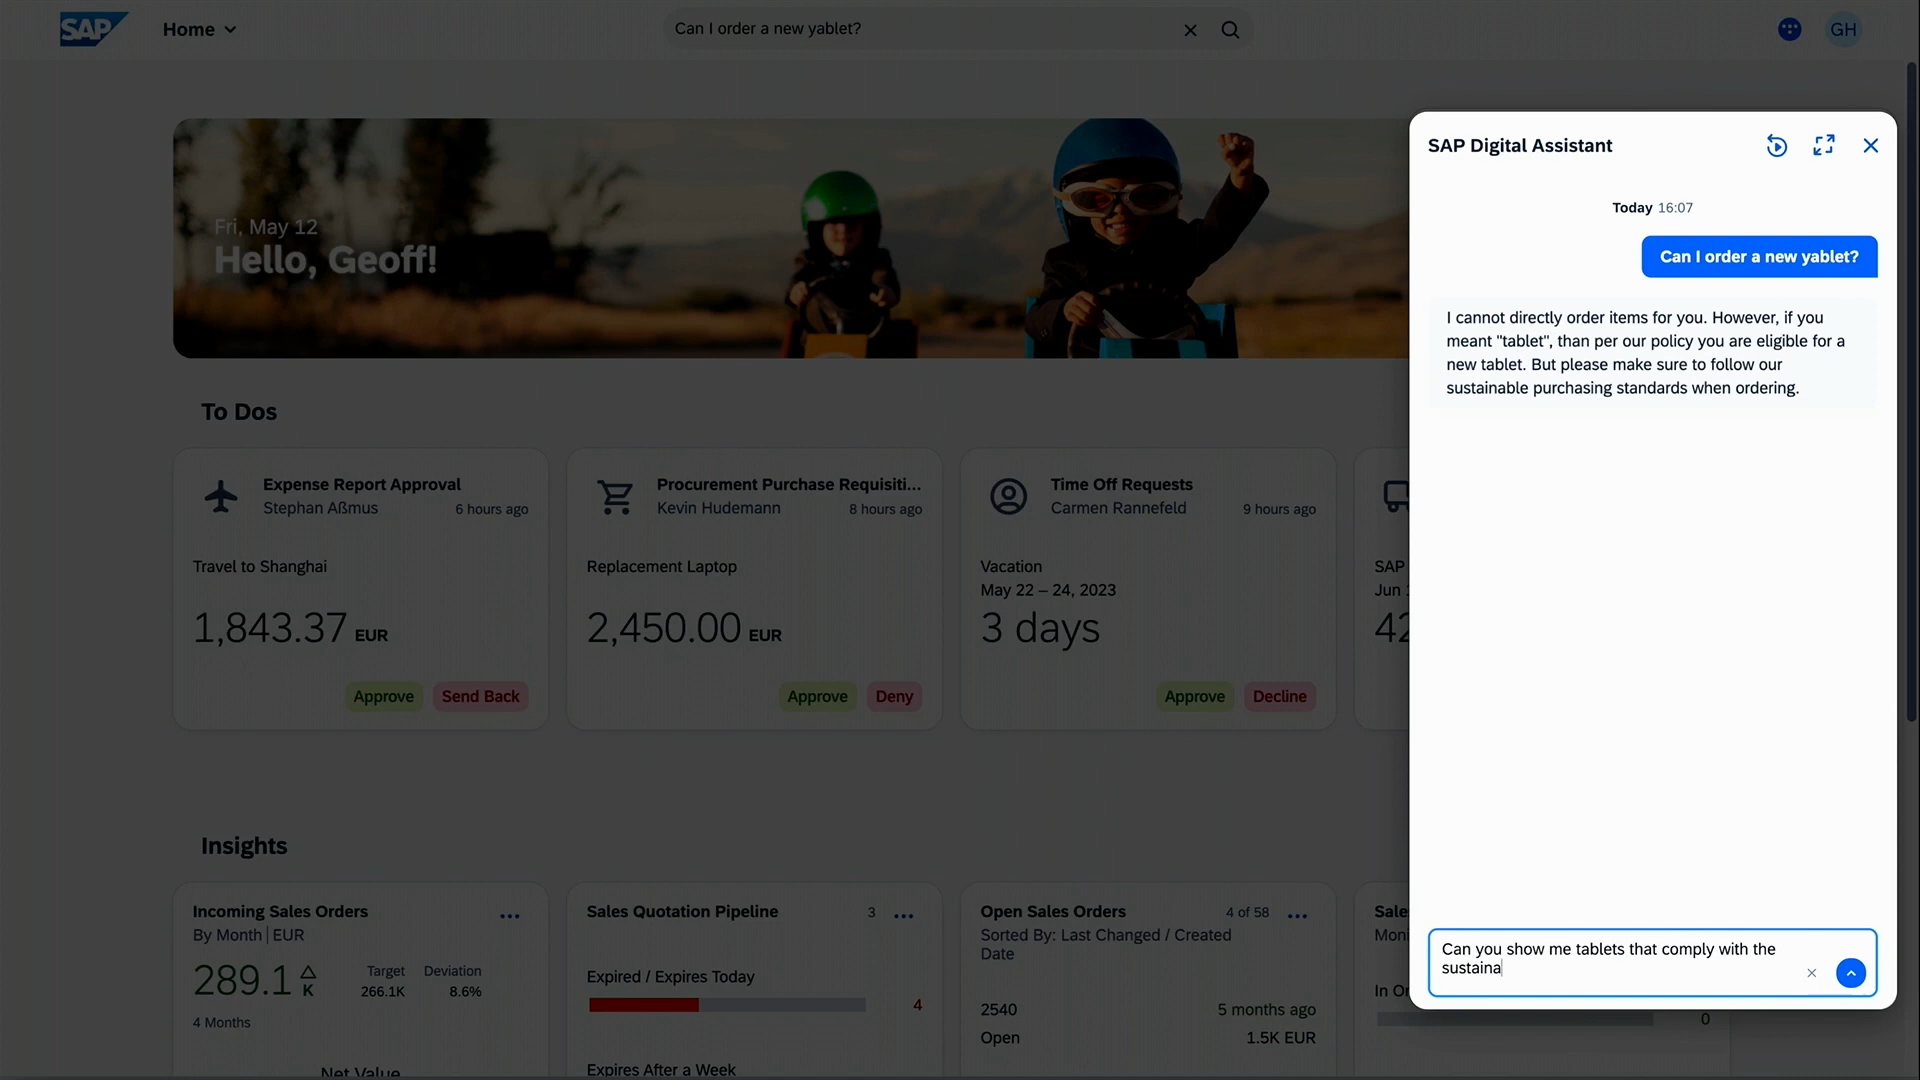 SAP
Home
Can I order a new yablet?
GH
Fri, May 12
Hello, Geoff!
To Dos
Expense Report Approval
Stephan Aßmus
6 hours ago
Travel to Shanghai
1,843.37 EUR
Approve
Send Back
Procurement Purchase Requisiti...
Kevin Hudemann
8 hours ago
Replacement Laptop
2,450.00 EUR
Approve
Deny
Time Off Requests
Carmen Rannefeld
9 hours ago
Vacation
May 22 – 24, 2023
3 days
Approve
Decline
SAP
Jun
42
Insights
Incoming Sales Orders
By Month | EUR
289.1 K
Target
266.1K
Deviation
8.6%
4 Months
Net Value
Sales Quotation Pipeline
3
Expired / Expires Today
4
Expires After a Week
Open Sales Orders
4 of 58
Sorted By: Last Changed / Created
Date
2540
5 months ago
Open
1.5K EUR
Sale
Moni
In Or
0
SAP Digital Assistant
Today 16:07
Can I order a new yablet?
I cannot directly order items for you. However, if you
meant "tablet", than per our policy you are eligible for a
new tablet. But please make sure to follow our
sustainable purchasing standards when ordering.
Can you show me tablets that comply with the
sustaina